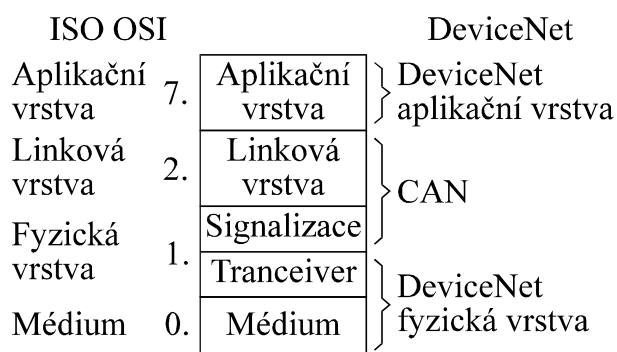 ISO OSI
DeviceNet
Aplikační
vrstva
7.
Aplikační
vrstva
DeviceNet
aplikační vrstva
Linková
vrstva
2.
Linková
vrstva
CAN
Fyzická
vrstva
1.
Signalizace
Tranceiver
DeviceNet
fyzická vrstva
Médium
0.
Médium